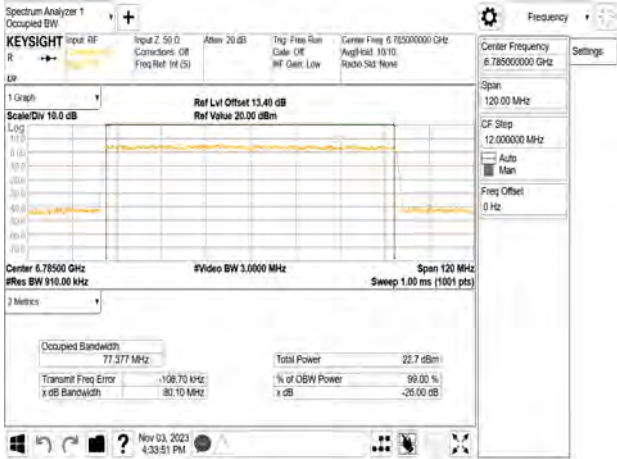 Spectrum Analyzer 1
Occupied BW
+
Frequency
KEYSIGHT
Input: RF
Input Z: 50 Ω
Corrections: Off
Freq Ref: Int (S)
Atten: 20 dB
Trig: Free Run
Gate: Off
#IF Gain: Low
Center Freq: 6.785000000 GHz
Avg|Hold: 10/10
Radio Std: None
R
Center Frequency
6.785000000 GHz
Settings
Span
120.00 MHz
CF Step
12.000000 MHz
Auto
Man
Freq Offset
0 Hz
1 Graph
Scale/Div 10.0 dB
Ref Lvl Offset 13.40 dB
Ref Value 20.00 dBm
Log
Center 6.78500 GHz
#Video BW 3.0000 MHz
Span 120 MHz
#Res BW 910.00 kHz
Sweep 1.00 ms (1001 pts)
2 Metrics
Occupied Bandwidth
77.377 MHz
Total Power
22.7 dBm
Transmit Freq Error
-108.70 kHz
% of OBW Power
99.00 %
x dB Bandwidth
80.10 MHz
x dB
-26.00 dB
?
Nov 03, 2023
4:33:51 PM